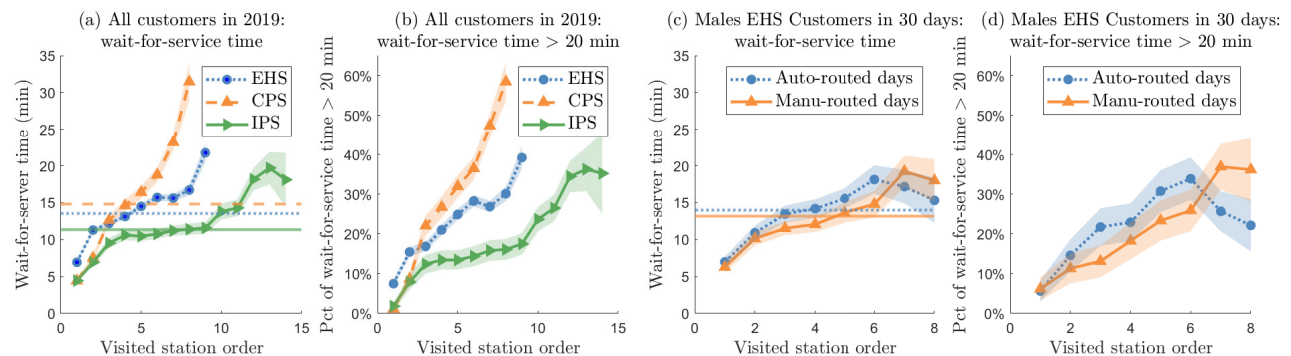 (a) All customers in 2019:
wait-for-service time
Wait-for-server time (min)
35
30
25
20
15
10
5
0
EHS
CPS
IPS
0 5 10 15
Visited station order
(b) All customers in 2019:
wait-for-service time > 20 min
Pct of wait-for-service time > 20 min
60%
50%
40%
30%
20%
10%
0%
EHS
CPS
IPS
0 5 10 15
Visited station order
(c) Males EHS Customers in 30 days:
wait-for-service time
Wait-for-server time (min)
35
30
25
20
15
10
5
0
Auto-routed days
Manu-routed days
0 2 4 6 8
Visited station order
(d) Males EHS Customers in 30 days:
wait-for-service time > 20 min
Pct of wait-for-service time > 20 min
60%
50%
40%
30%
20%
10%
0%
Auto-routed days
Manu-routed days
0 2 4 6 8
Visited station order